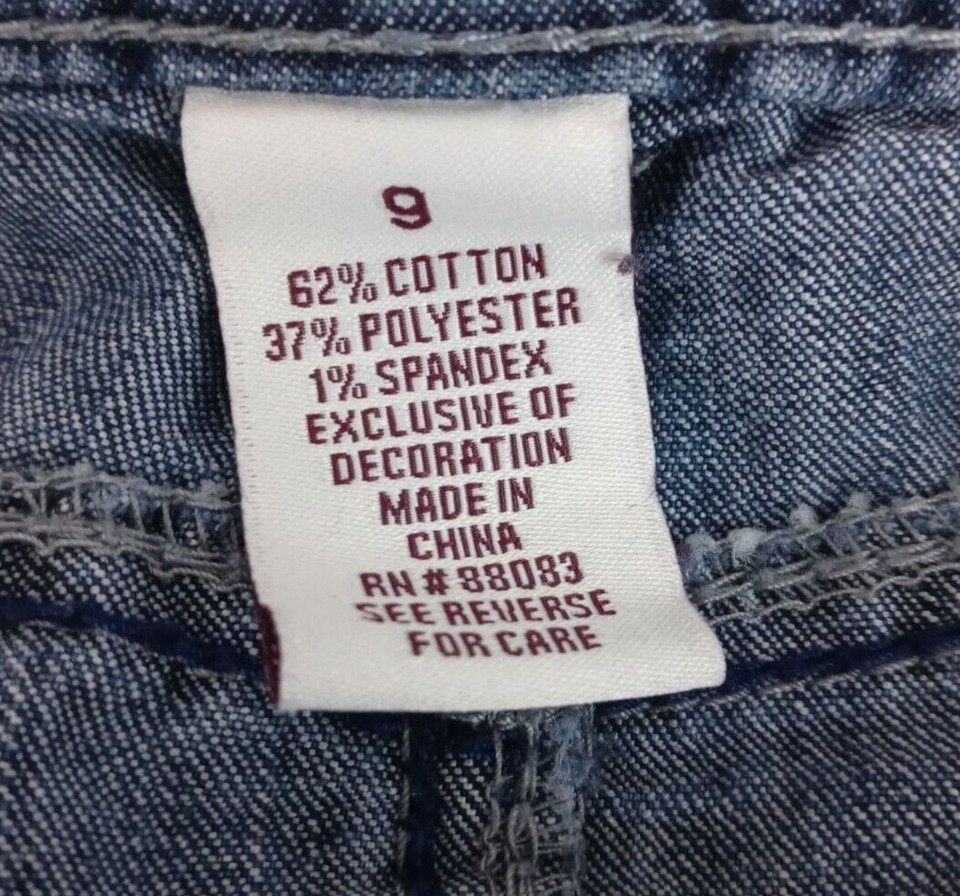 9
62% COTTON
37% POLYESTER
1% SPANDEX
EXCLUSIVE OF
DECORATION
MADE IN
CHINA
RN # 88083
SEE REVERSE
FOR CARE